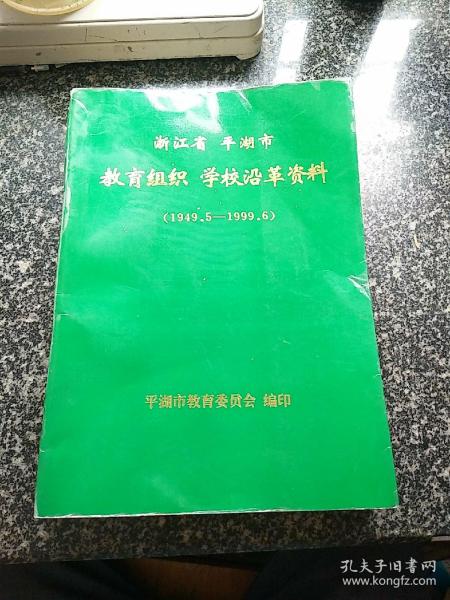 浙江省 平湖市
教育组织 学校沿革资料
(1949.5—1999.6)
平湖市教育委员会 编印
孔夫子旧书网
www.kongfz.com